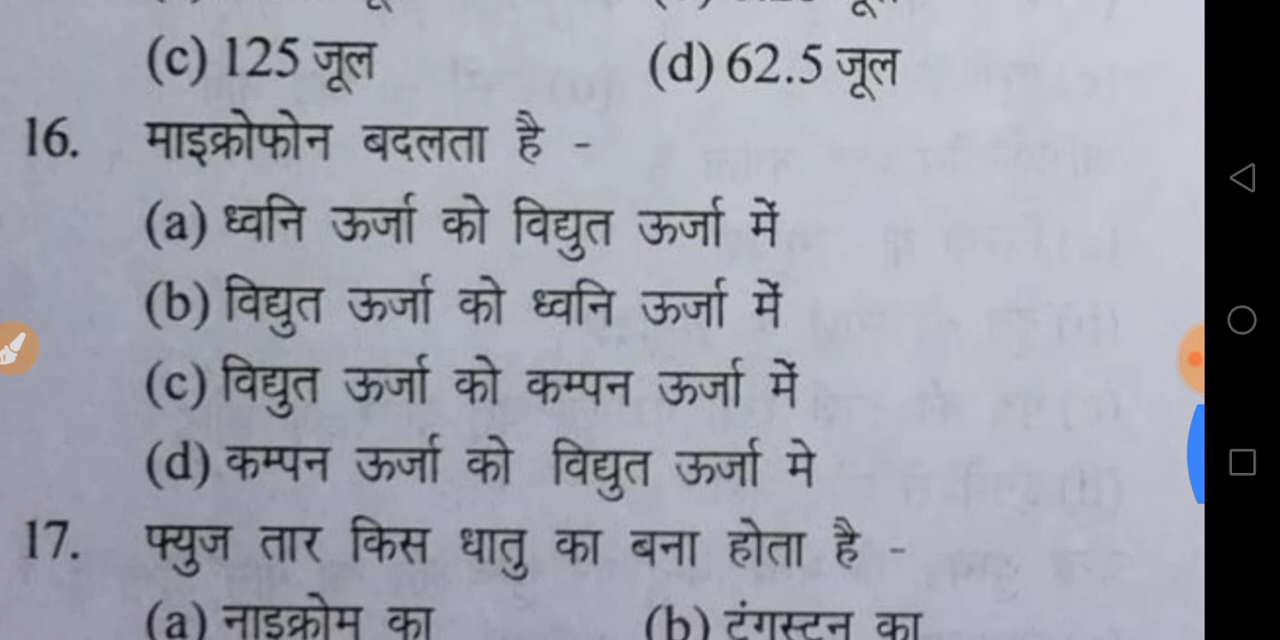 (c) 125 जूल (d) 62.5 जूल
16. माइक्रोफोन बदलता है -
(a) ध्वनि ऊर्जा को विद्युत ऊर्जा में
(b) विद्युत ऊर्जा को ध्वनि ऊर्जा में
(c) विद्युत ऊर्जा को कम्पन ऊर्जा में
(d) कम्पन ऊर्जा को विद्युत ऊर्जा मे
17. फ्युज तार किस धातु का बना होता है -
(a) नाइक्रोम का (b) टंगस्टन का